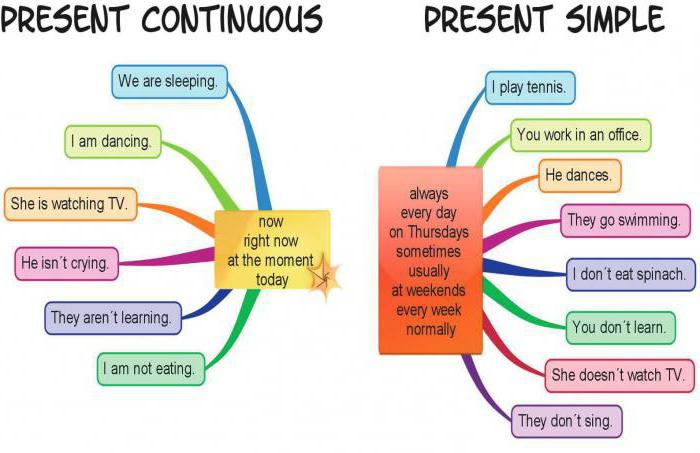 PRESENT CONTINUOUS
We are sleeping.
I am dancing.
She is watching TV.
He isn´t crying.
They aren´t learning.
I am not eating.
now
right now
at the moment
today
PRESENT SIMPLE
always
every day
on Thursdays
sometimes
usually
at weekends
every week
normally
I play tennis.
You work in an office.
He dances.
They go swimming.
I don´t eat spinach.
You don´t learn.
She doesn´t watch TV.
They don´t sing.